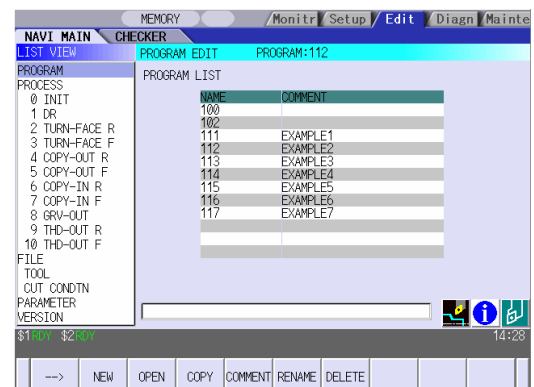 MEMORY Monitr Setup Edit Diagn Mainte
NAVI MAIN CHECKER
LIST VIEW PROGRAM EDIT PROGRAM:112
PROGRAM
PROCESS
0 INIT
1 DR
2 TURN-FACE R
3 TURN-FACE F
4 COPY-OUT R
5 COPY-OUT F
6 COPY-IN R
7 COPY-IN F
8 GRV-OUT
9 THD-OUT R
10 THD-OUT F
FILE
TOOL
CUT CONDTN
PARAMETER
VERSION
PROGRAM LIST
NAME COMMENT
100
102
111 EXAMPLE1
112 EXAMPLE2
113 EXAMPLE3
114 EXAMPLE4
115 EXAMPLE5
116 EXAMPLE6
117 EXAMPLE7
$1 RDY $2 RDY 14:28
--> NEW OPEN COPY COMMENT RENAME DELETE